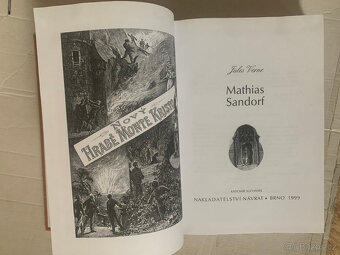 NOVÝ
HRABĚ MONTE KRISTO
Jules Verne
Mathias
Sandorf
NAKLADATELSTVÍ NÁVRAT • BRNO 1999